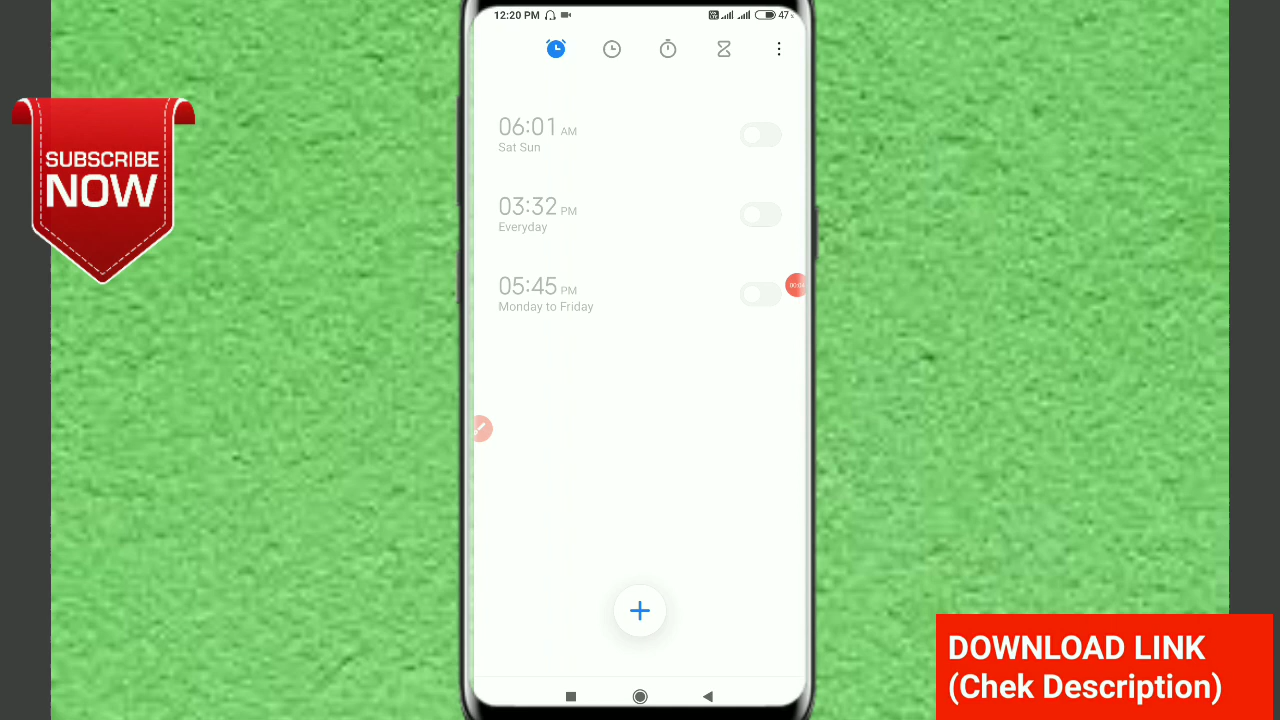 12:20 PM
47
06:01 AM
Sat Sun
03:32 PM
Everyday
05:45 PM
Monday to Friday
SUBSCRIBE
NOW
DOWNLOAD LINK
(Chek Description)